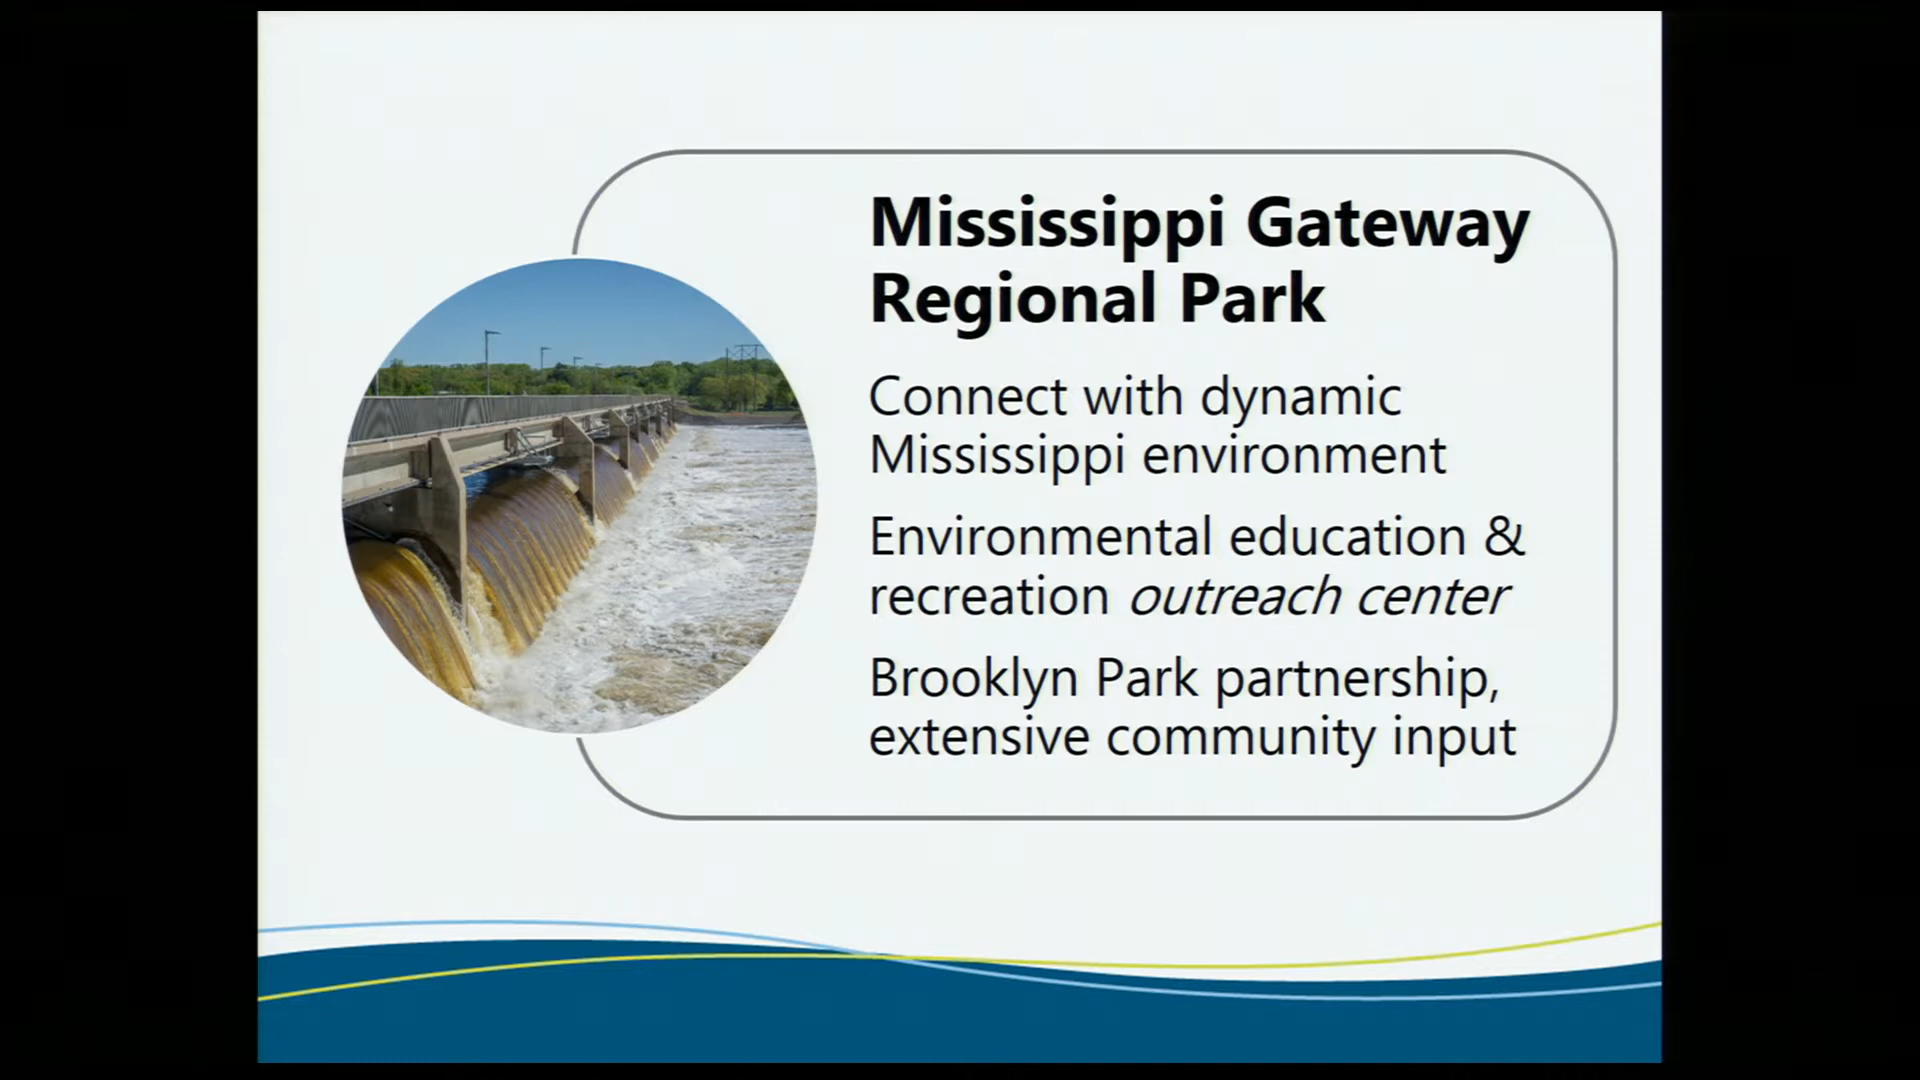 Mississippi Gateway
Regional Park
Connect with dynamic
Mississippi environment
Environmental education &
recreation outreach center
Brooklyn Park partnership,
extensive community input